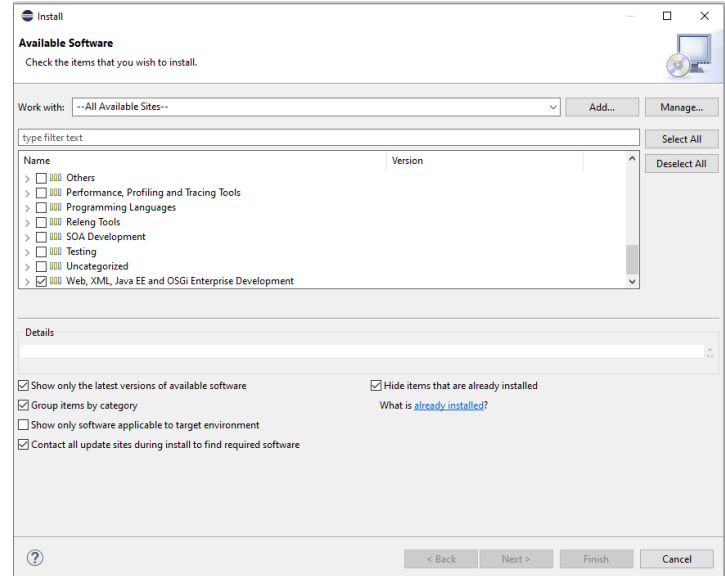 Install
Available Software
Check the items that you wish to install.
Work with: --All Available Sites-- Add... Manage...
type filter text Select All
Name Version Deselect All
Others
Performance, Profiling and Tracing Tools
Programming Languages
Releng Tools
SOA Development
Testing
Uncategorized
Web, XML, Java EE and OSGi Enterprise Development
Details
Show only the latest versions of available software Hide items that are already installed
Group items by category What is already installed?
Show only software applicable to target environment
Contact all update sites during install to find required software
? < Back Next > Finish Cancel